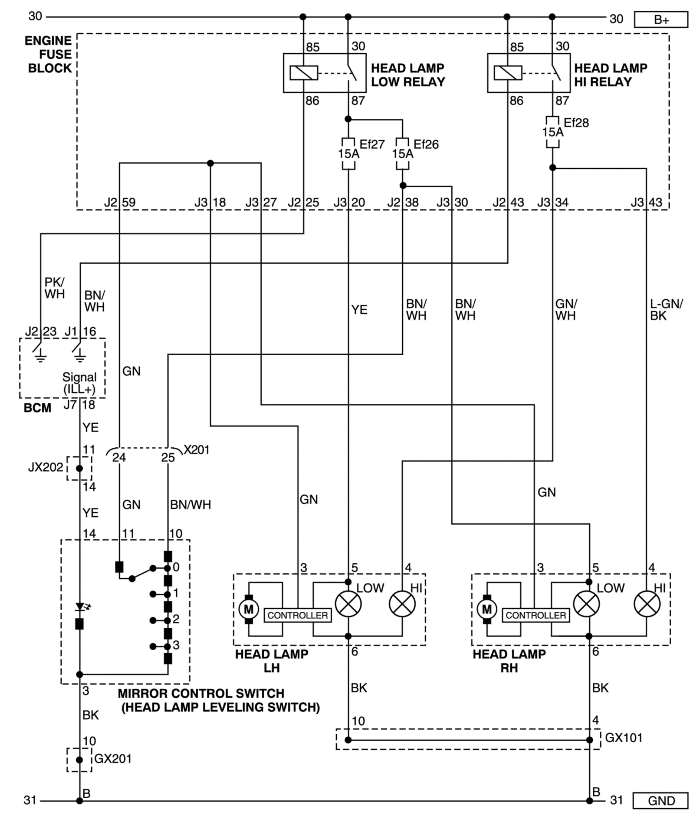 30
30
B+
ENGINE
FUSE
BLOCK
85
30
HEAD LAMP
LOW RELAY
86
87
85
30
HEAD LAMP
HI RELAY
86
87
Ef27
15A
Ef26
15A
Ef28
15A
J2 59
J3 18
J3 27
J2 25
J3 20
J2 38
J3 30
J2 43
J3 34
J3 43
PK/
WH
BN/
WH
YE
BN/
WH
BN/
WH
GN/
WH
L-GN/
BK
J2 23
J1 16
Signal
(ILL+)
BCM
J7 18
GN
YE
11
JX202
14
24
25
X201
YE
GN
BN/WH
GN
GN
14
11
10
0
1
2
3
3
5
4
LOW
HI
M
CONTROLLER
HEAD LAMP
LH
6
3
5
4
LOW
HI
M
CONTROLLER
HEAD LAMP
RH
6
3
MIRROR CONTROL SWITCH
(HEAD LAMP LEVELING SWITCH)
BK
BK
BK
10
4
GX101
10
GX201
B
B
31
31
GND